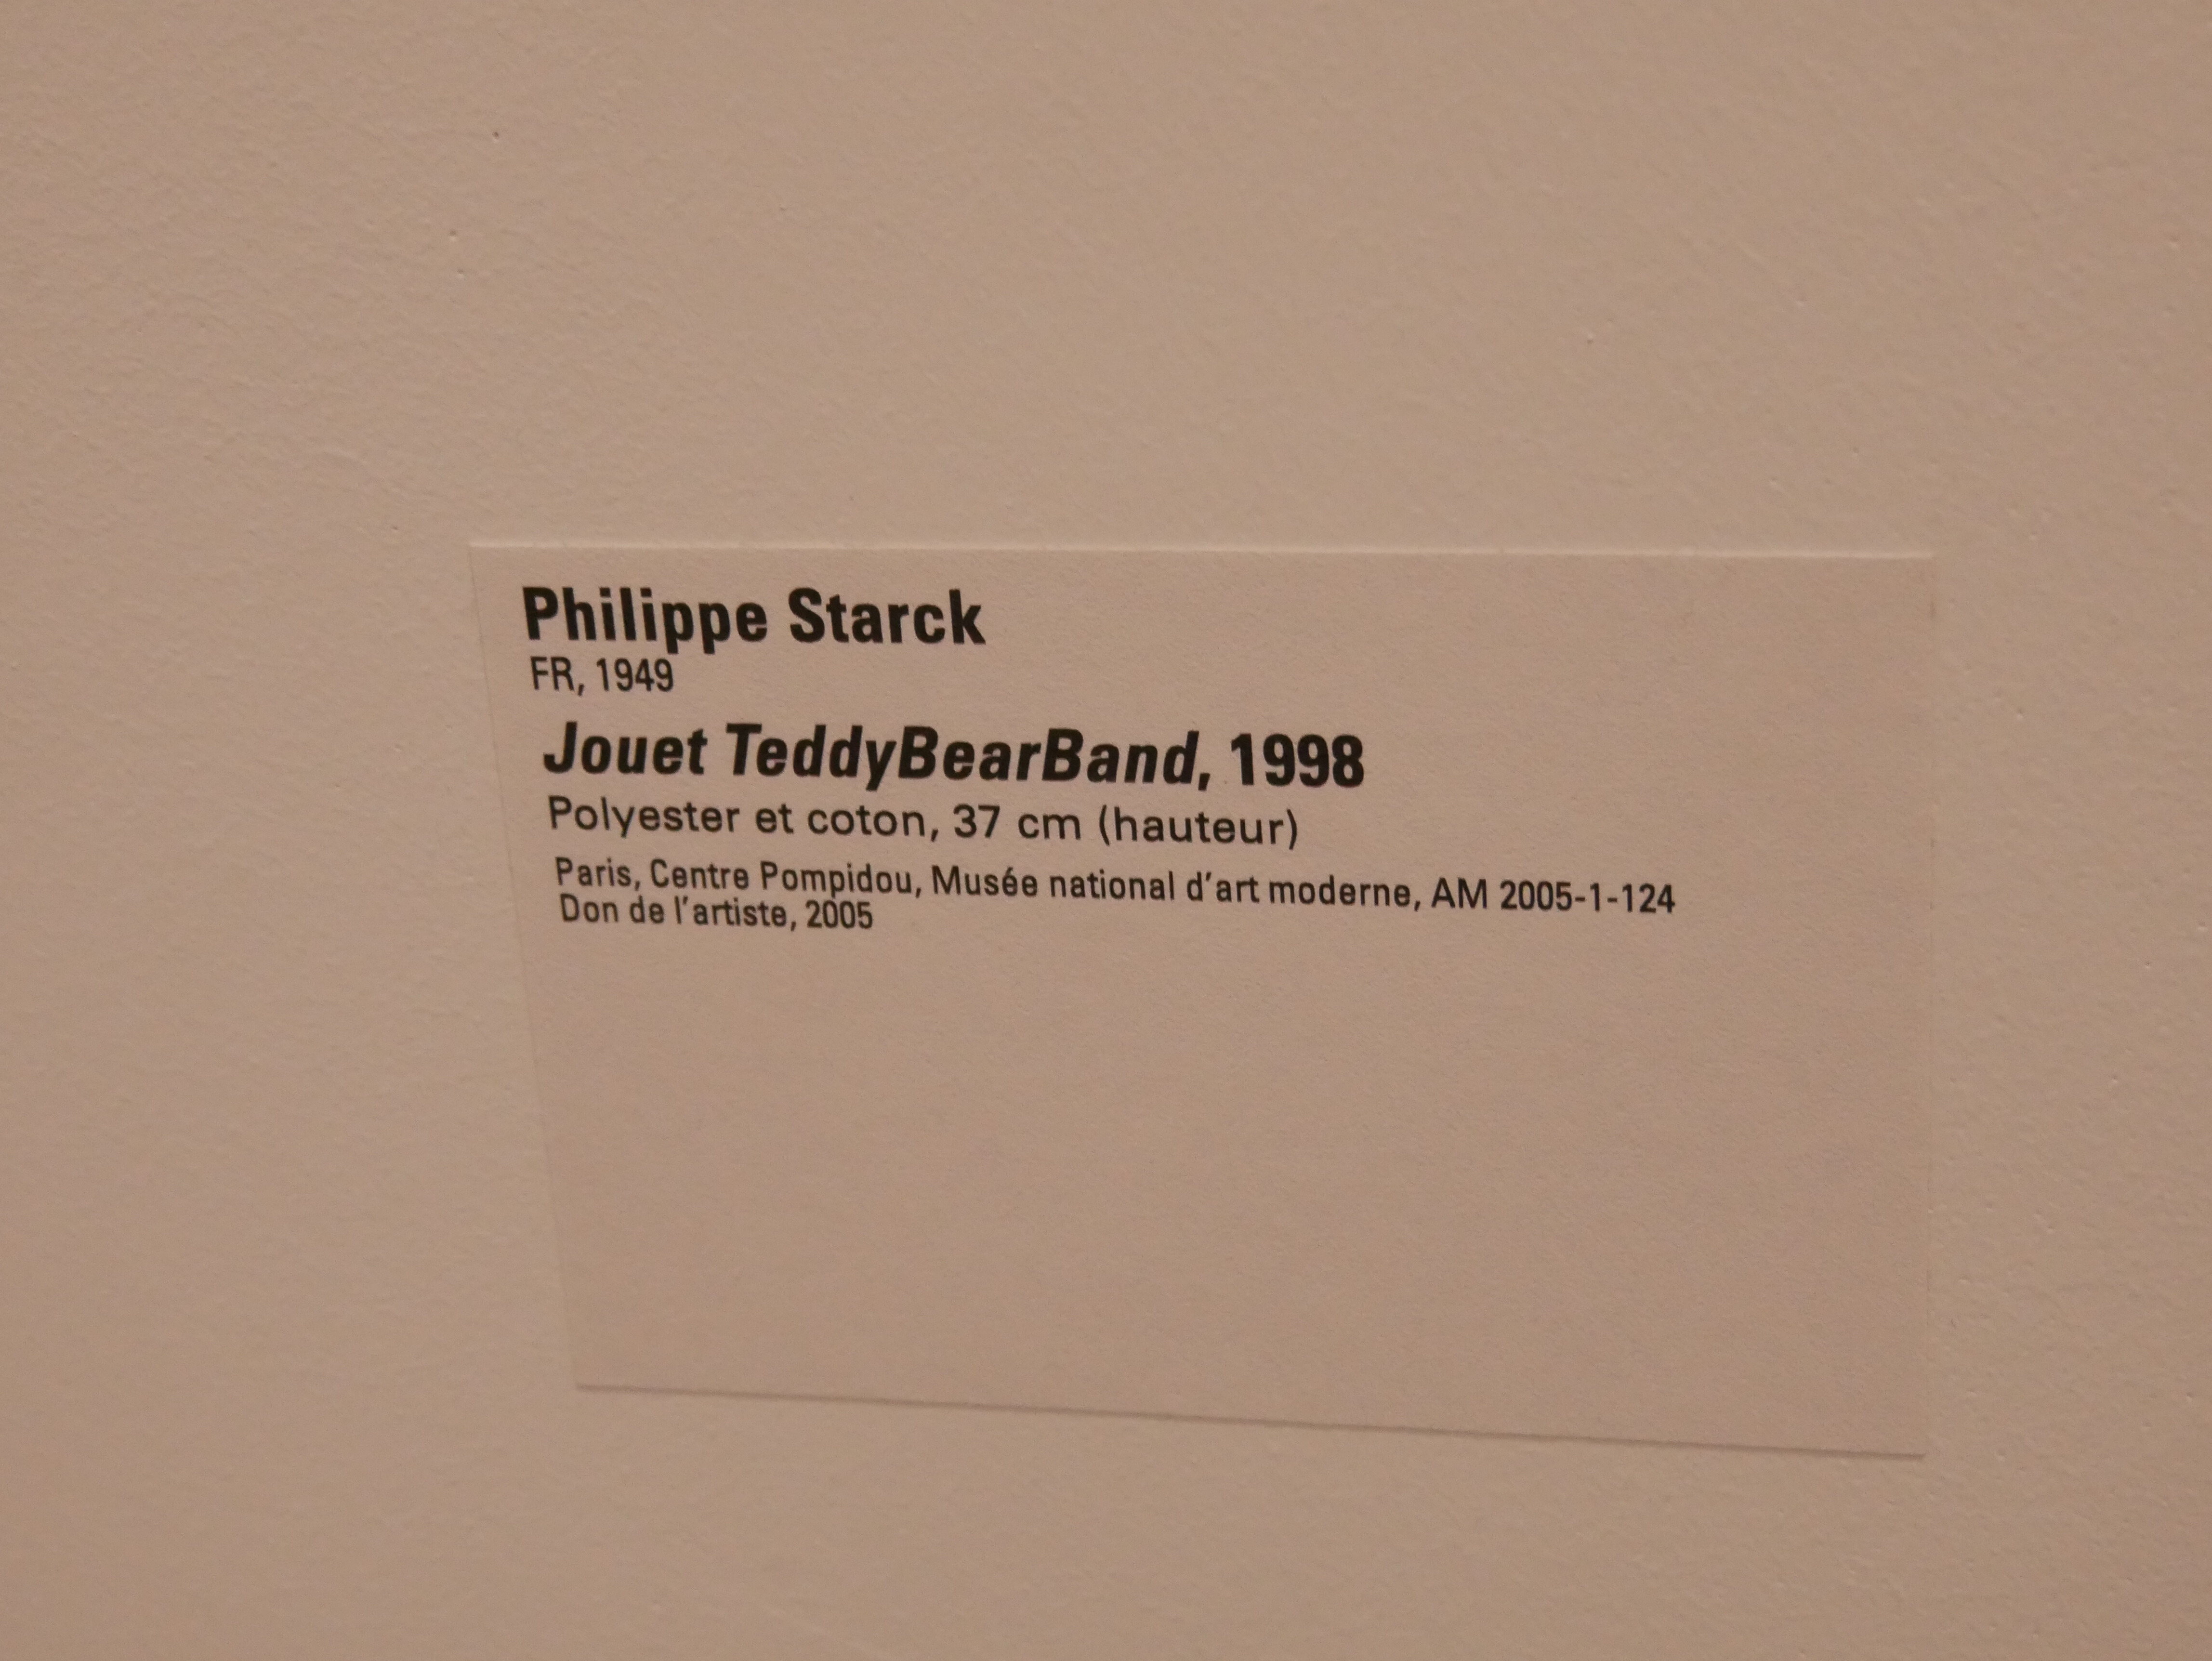 Philippe Starck
FR, 1949
Jouet TeddyBearBand, 1998
Polyester et coton, 37 cm (hauteur)
Paris, Centre Pompidou, Musée national d’art moderne, AM 2005-1-124
Don de l’artiste, 2005